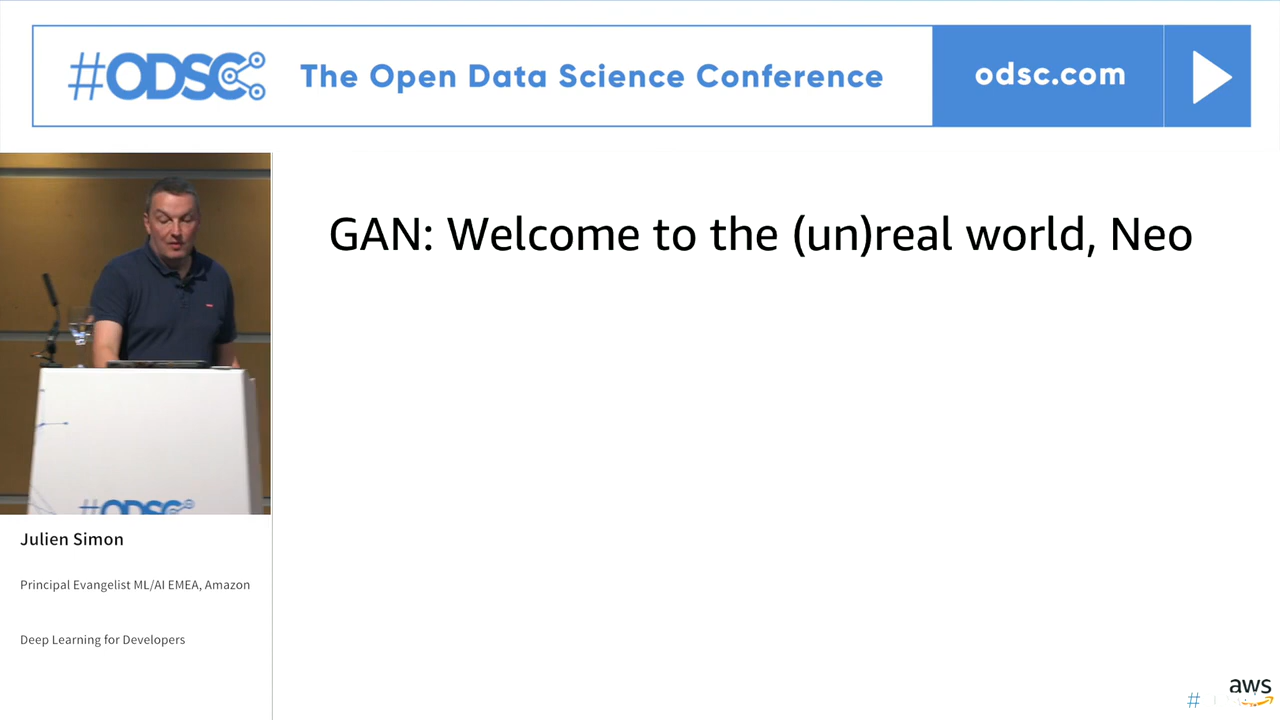 #ODSC
The Open Data Science Conference
odsc.com
GAN: Welcome to the (un)real world, Neo
#ODSC
Julien Simon
Principal Evangelist ML/AI EMEA, Amazon
Deep Learning for Developers
aws
#